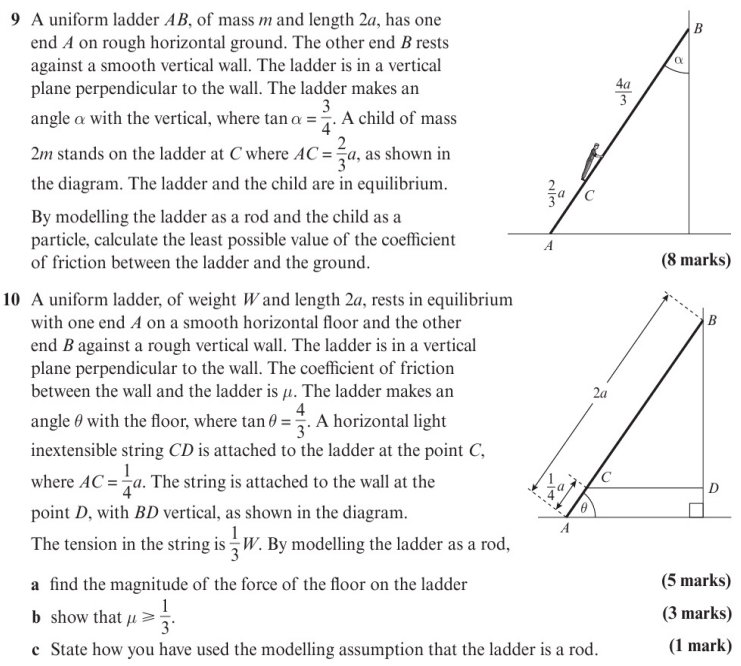 9 A uniform ladder AB, of mass m and length 2a, has one
end A on rough horizontal ground. The other end B rests
against a smooth vertical wall. The ladder is in a vertical
plane perpendicular to the wall. The ladder makes an
angle α with the vertical, where tan α = 3/4. A child of mass
2m stands on the ladder at C where AC = 2/3 a, as shown in
the diagram. The ladder and the child are in equilibrium.
By modelling the ladder as a rod and the child as a
particle, calculate the least possible value of the coefficient
of friction between the ladder and the ground.
(8 marks)
B
α
4a/3
2/3 a
C
A
10 A uniform ladder, of weight W and length 2a, rests in equilibrium
with one end A on a smooth horizontal floor and the other
end B against a rough vertical wall. The ladder is in a vertical
plane perpendicular to the wall. The coefficient of friction
between the wall and the ladder is μ. The ladder makes an
angle θ with the floor, where tan θ = 4/3. A horizontal light
inextensible string CD is attached to the ladder at the point C,
where AC = 1/4 a. The string is attached to the wall at the
point D, with BD vertical, as shown in the diagram.
The tension in the string is 1/3 W. By modelling the ladder as a rod,
B
2a
1/4 a
C
D
θ
A
a find the magnitude of the force of the floor on the ladder
(5 marks)
b show that μ ⩾ 1/3.
(3 marks)
c State how you have used the modelling assumption that the ladder is a rod.
(1 mark)